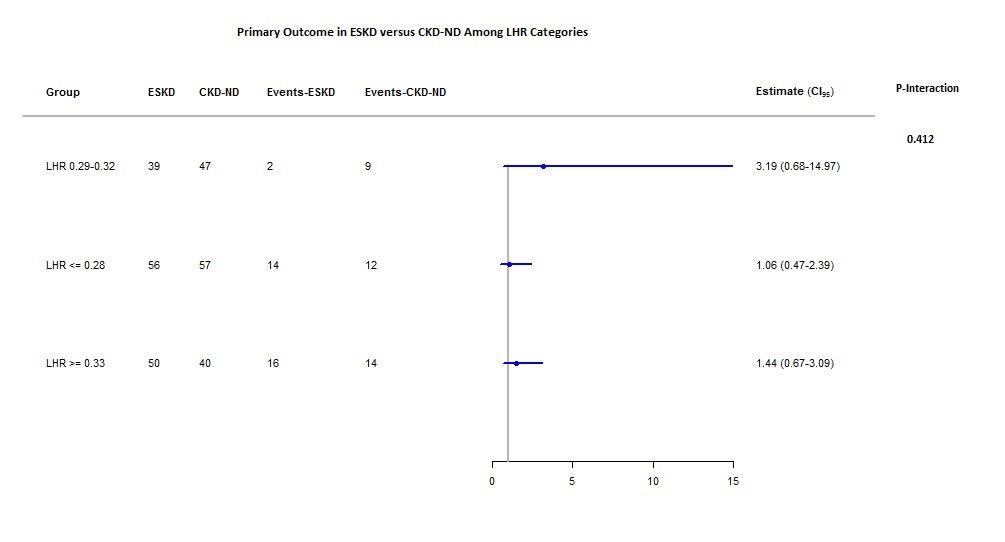 Primary Outcome in ESKD versus CKD-ND Among LHR Categories
Group ESKD CKD-ND Events-ESKD Events-CKD-ND Estimate (CI₉₅) P-Interaction
0.412
LHR 0.29-0.32 39 47 2 9 3.19 (0.68-14.97)
LHR <= 0.28 56 57 14 12 1.06 (0.47-2.39)
LHR >= 0.33 50 40 16 14 1.44 (0.67-3.09)
0 5 10 15